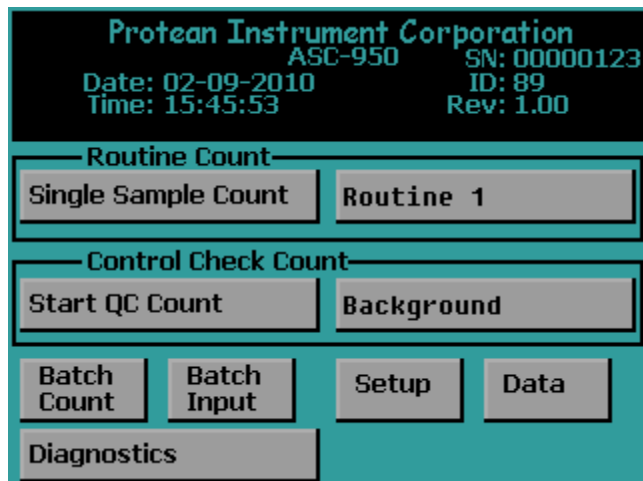 Protean Instrument Corporation
ASC-950 SN: 00000123
Date: 02-09-2010 ID: 89
Time: 15:45:53 Rev: 1.00
Routine Count
Single Sample Count Routine 1
Control Check Count
Start QC Count Background
Batch Count Batch Input Setup Data
Diagnostics